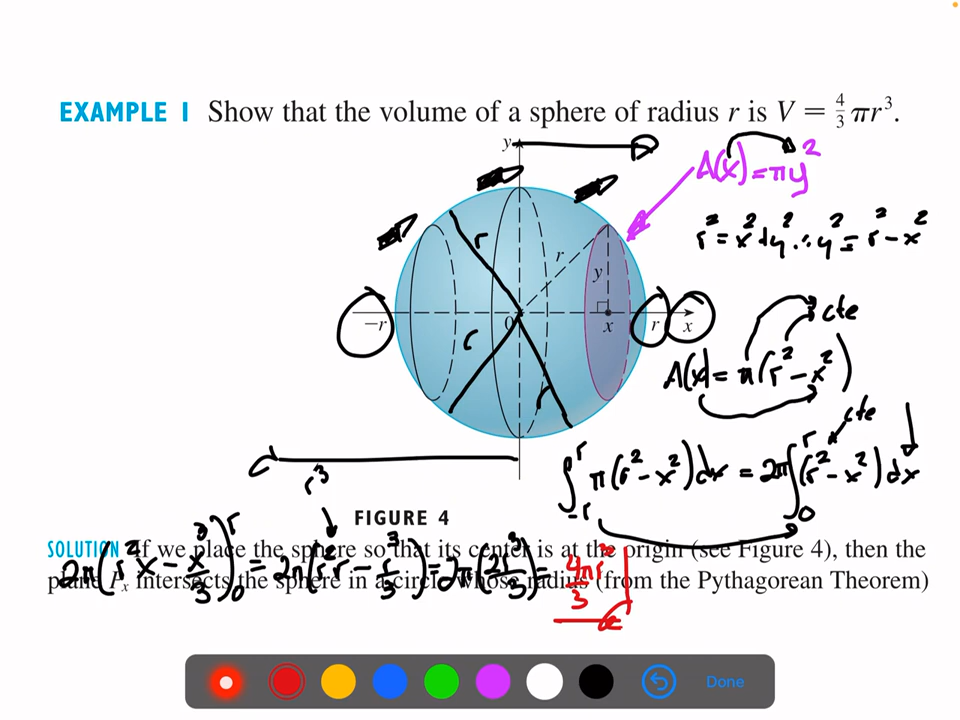 EXAMPLE 1 Show that the volume of a sphere of radius r is V = 4/3 πr³.
y
A(x) = πy²
r² = x² + y² ∴ y² = r² − x²
r
r
y
−r
0
x
r
x
cte
r
r
A(x) = π(r² − x²)
cte
∫₋ᵣʳ π(r² − x²)dx = 2π∫₀ʳ (r² − x²)dx
r³
FIGURE 4
SOLUTION If we place the sphere so that its center is at the origin (see Figure 4), then the
2π(r²x − x³/3)₀ʳ = 2π(r²r − r³/3) = 2π(2r³/3) = 4πr³/3
plane Pₓ intersects the sphere in a circle whose radius (from the Pythagorean Theorem)
Done